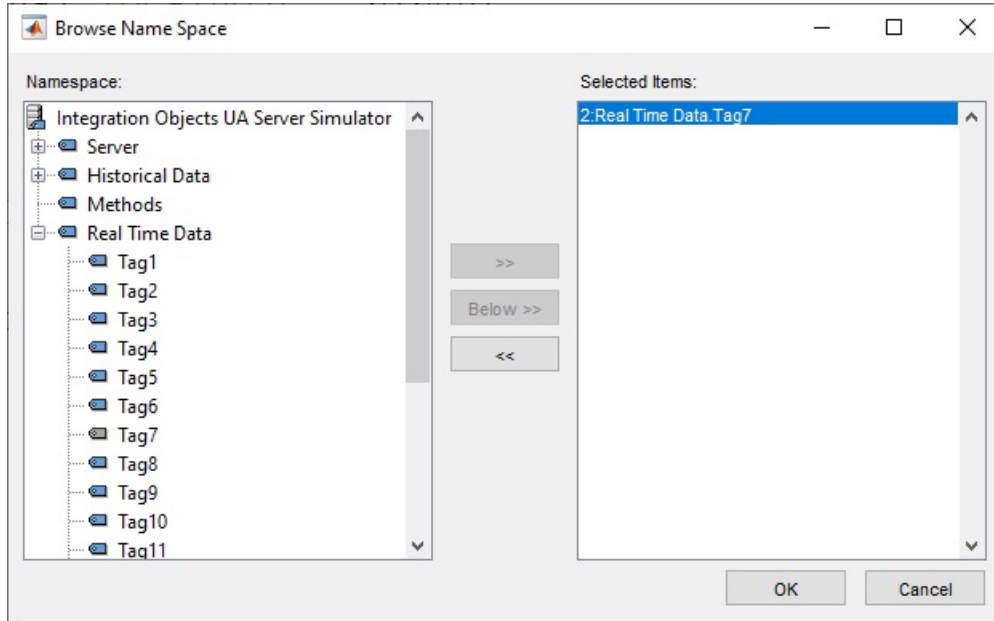 Browse Name Space
Namespace:
Integration Objects UA Server Simulator
Server
Historical Data
Methods
Real Time Data
Tag1
Tag2
Tag3
Tag4
Tag5
Tag6
Tag7
Tag8
Tag9
Tag10
Tag11
>>
Below >>
<<
Selected Items:
2:Real Time Data.Tag7
OK
Cancel